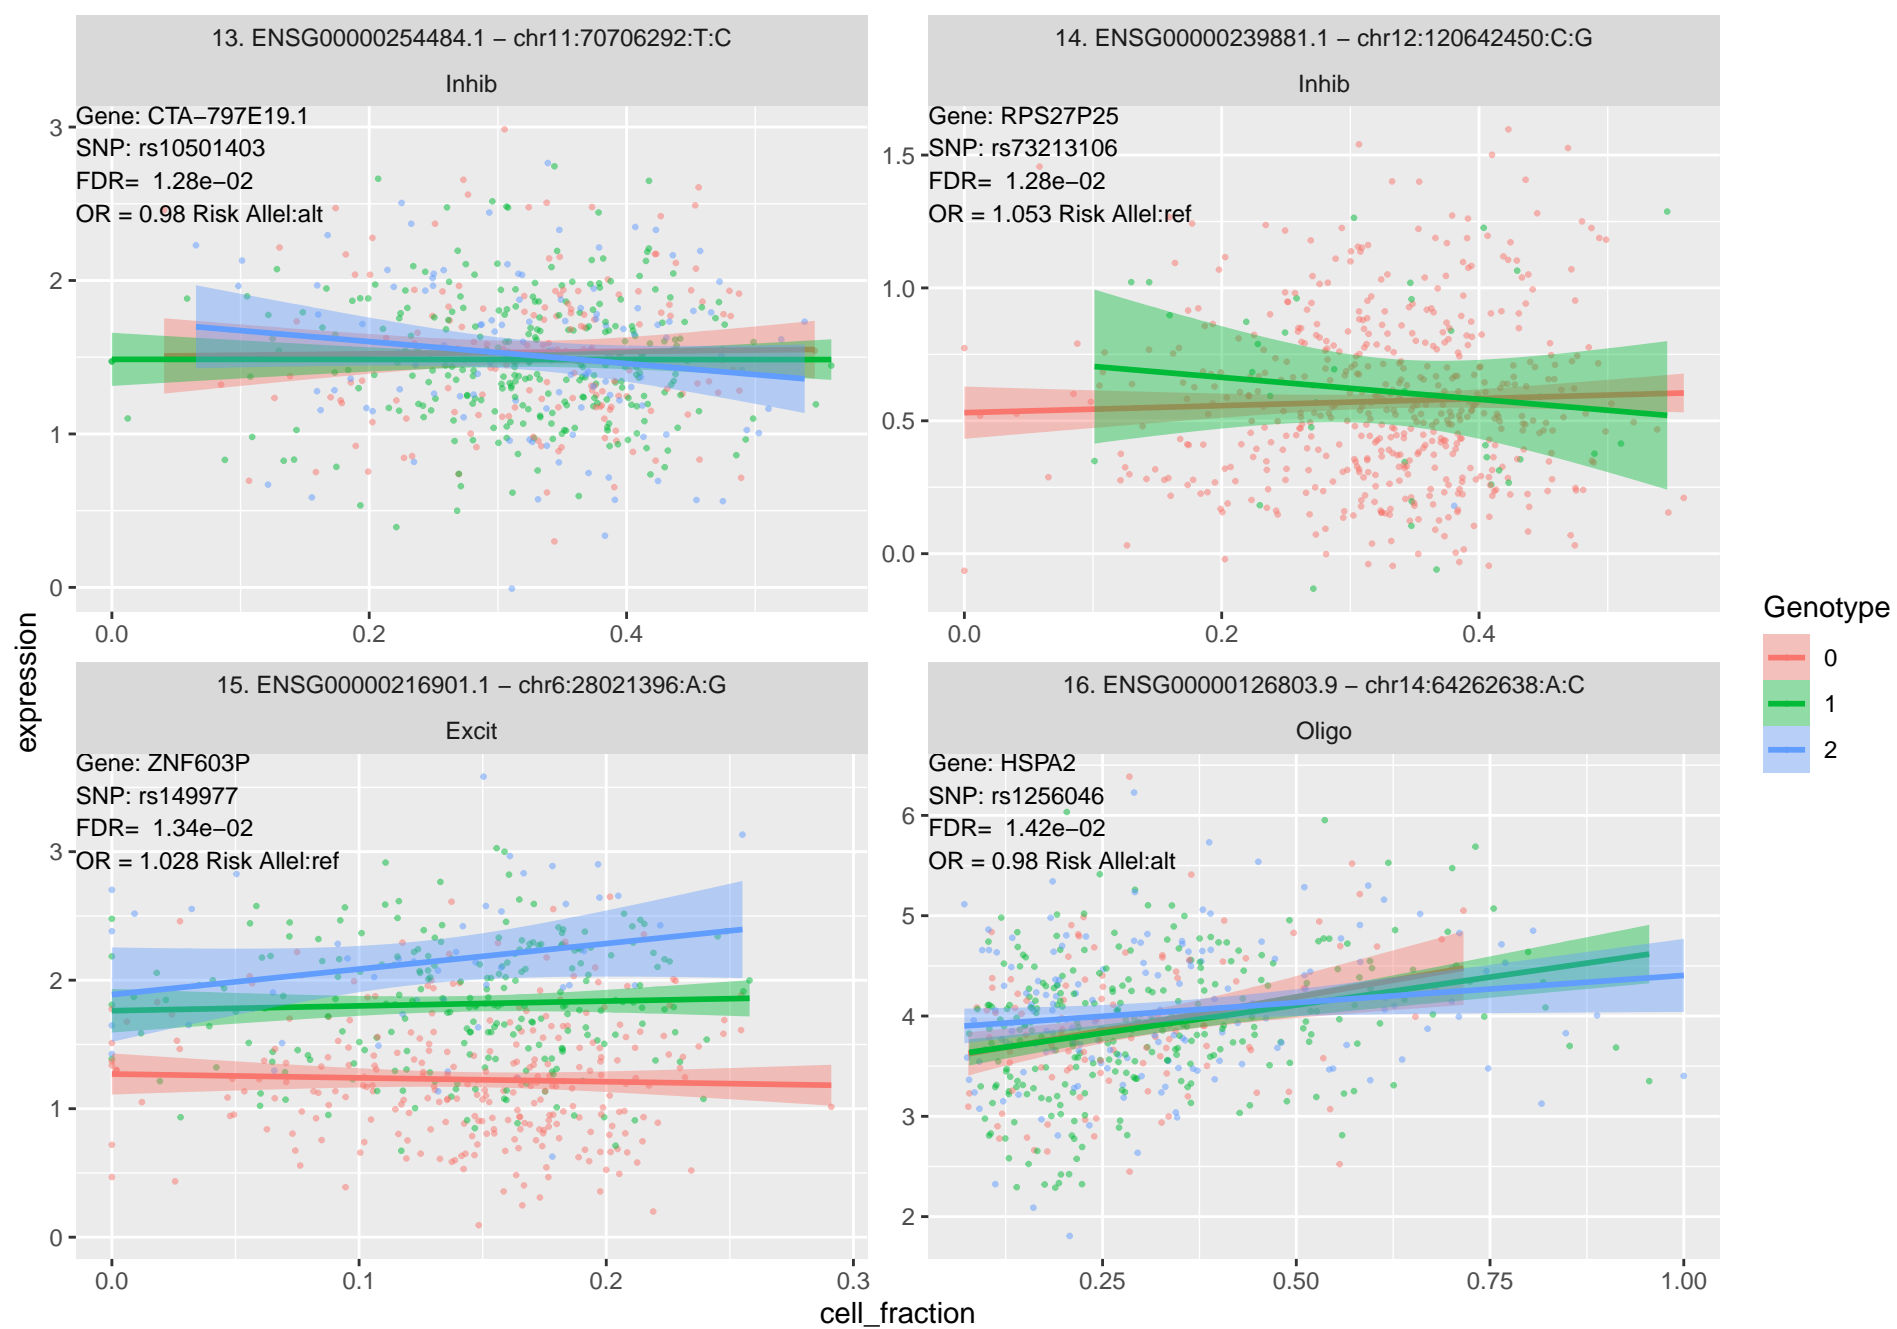 13. ENSG00000254484.1 − chr11:70706292:T:C
Inhib
Gene: CTA−797E19.1
SNP: rs10501403
FDR=  1.28e−02
OR = 0.98 Risk Allel:alt
3
2
1
0
0.0
0.2
0.4
14. ENSG00000239881.1 − chr12:120642450:C:G
Inhib
Gene: RPS27P25
SNP: rs73213106
FDR=  1.28e−02
OR = 1.053 Risk Allel:ref
1.5
1.0
0.5
0.0
0.0
0.2
0.4
15. ENSG00000216901.1 − chr6:28021396:A:G
Excit
Gene: ZNF603P
SNP: rs149977
FDR=  1.34e−02
OR = 1.028 Risk Allel:ref
3
2
1
0
0.0
0.1
0.2
0.3
16. ENSG00000126803.9 − chr14:64262638:A:C
Oligo
Gene: HSPA2
SNP: rs1256046
FDR=  1.42e−02
OR = 0.98 Risk Allel:alt
6
5
4
3
2
0.25
0.50
0.75
1.00
expression
cell_fraction
Genotype
0
1
2